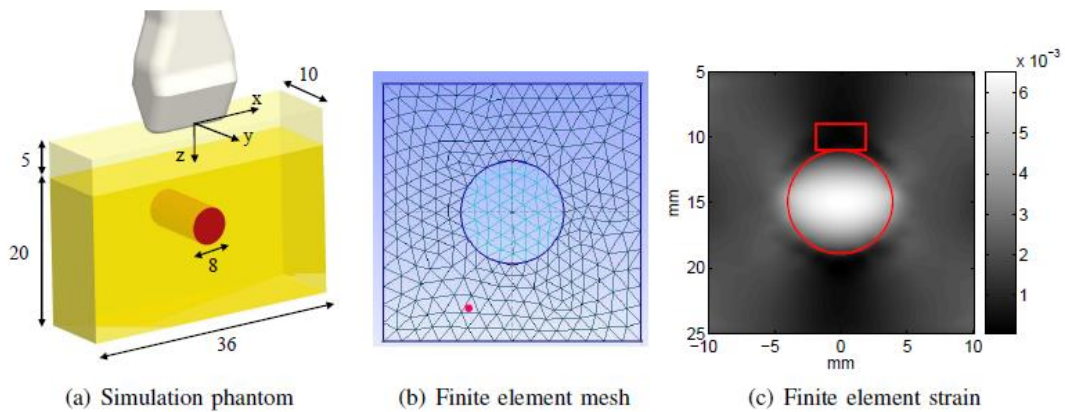 10
x
y
z
5
20
8
36
(a) Simulation phantom
(b) Finite element mesh
x 10⁻³
5
10
15
20
25
mm
−10
−5
0
5
10
mm
6
5
4
3
2
1
(c) Finite element strain